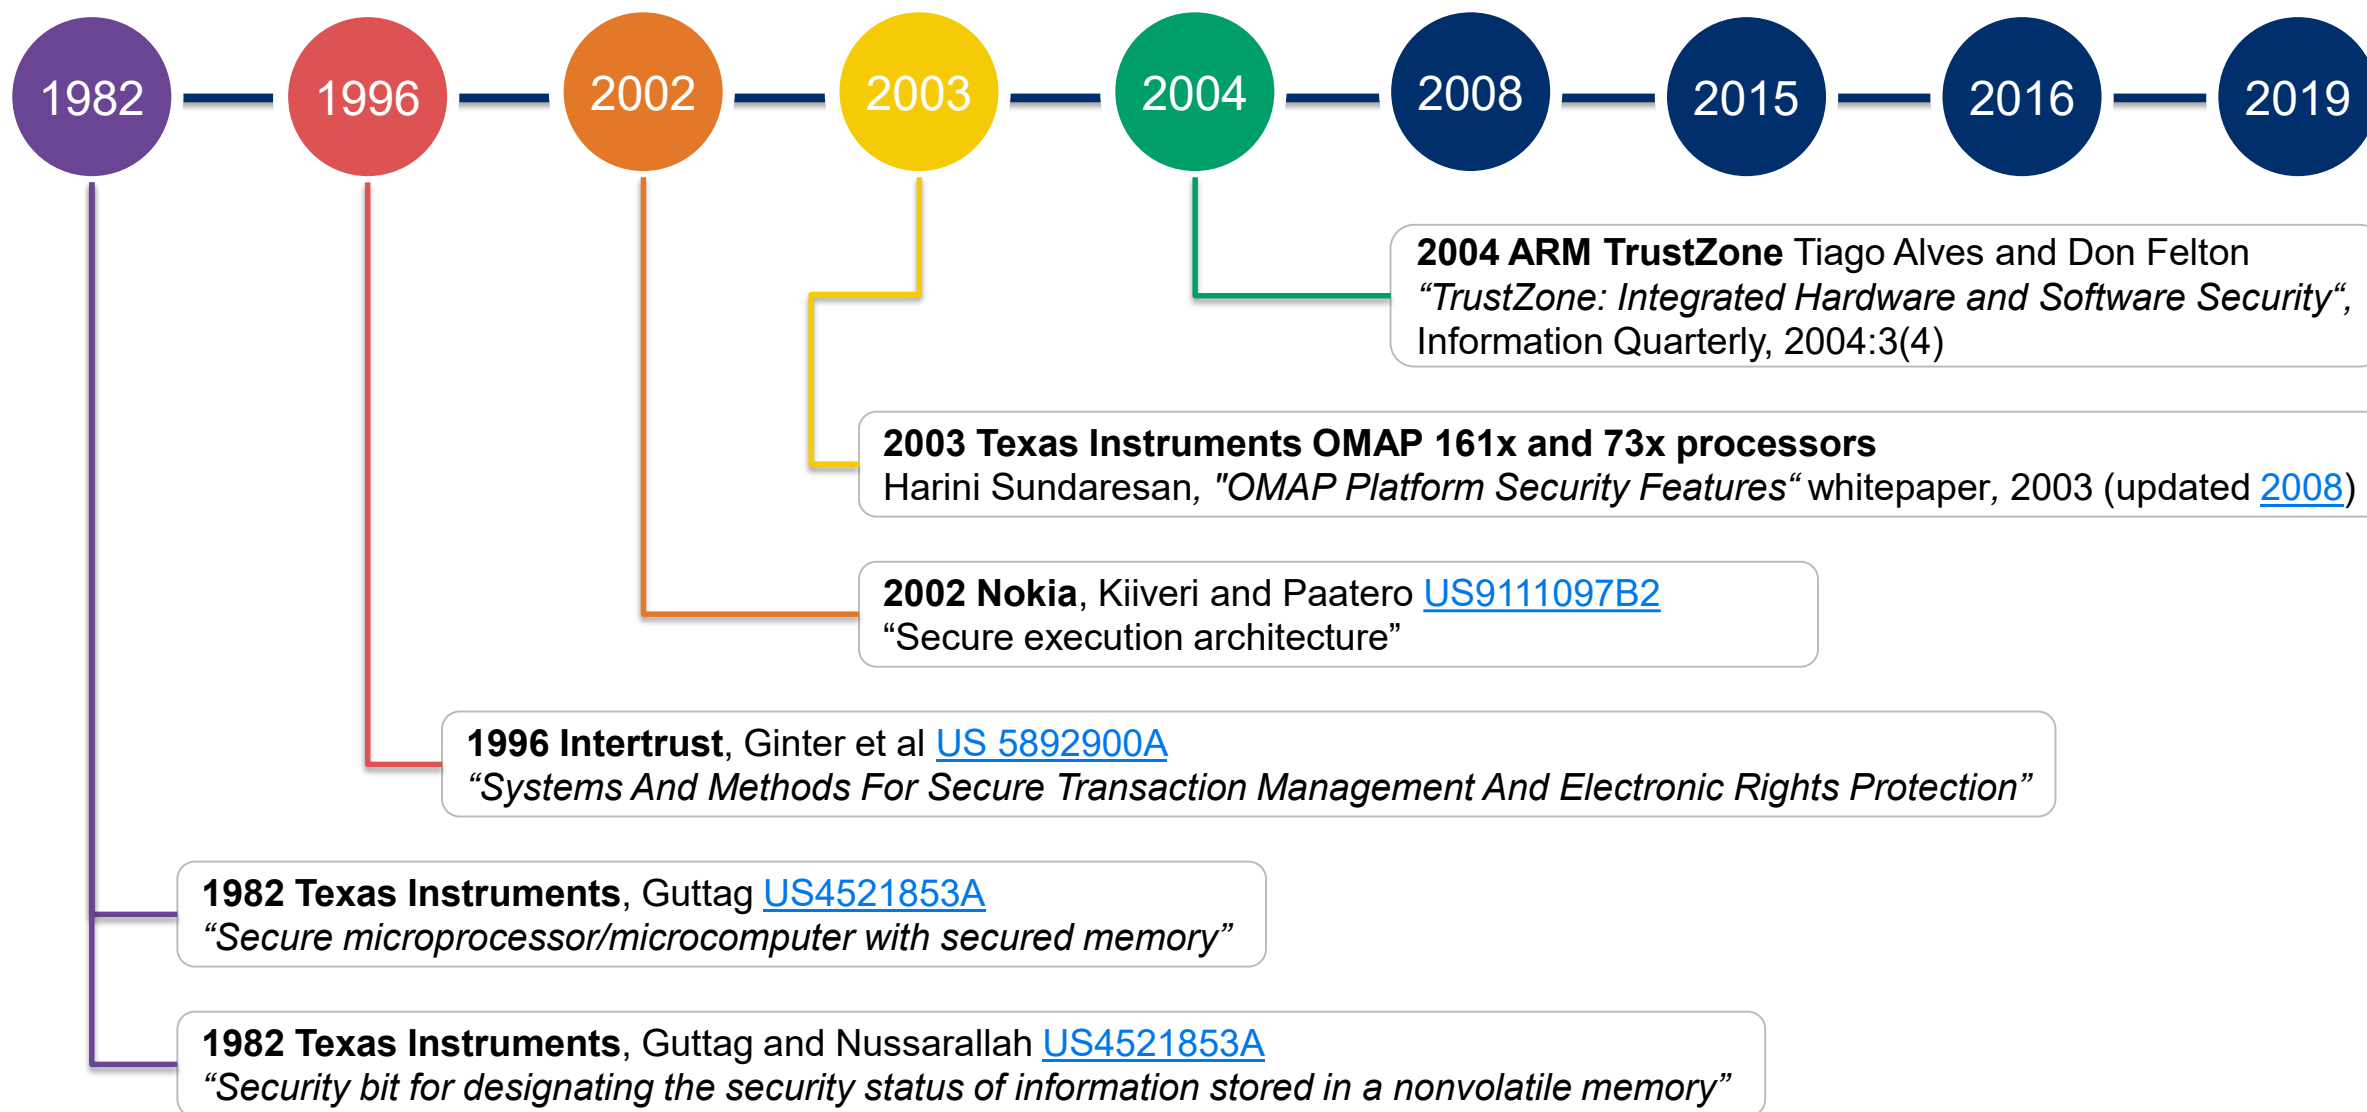 1982
1996
2002
2003
2004
2008
2015
2016
2019
2004 ARM TrustZone Tiago Alves and Don Felton
“TrustZone: Integrated Hardware and Software Security“,
Information Quarterly, 2004:3(4)
2003 Texas Instruments OMAP 161x and 73x processors
Harini Sundaresan, "OMAP Platform Security Features“ whitepaper, 2003 (updated 2008)
2002 Nokia, Kiiveri and Paatero US9111097B2
“Secure execution architecture”
1996 Intertrust, Ginter et al US 5892900A
“Systems And Methods For Secure Transaction Management And Electronic Rights Protection”
1982 Texas Instruments, Guttag US4521853A
“Secure microprocessor/microcomputer with secured memory”
1982 Texas Instruments, Guttag and Nussarallah US4521853A
“Security bit for designating the security status of information stored in a nonvolatile memory”